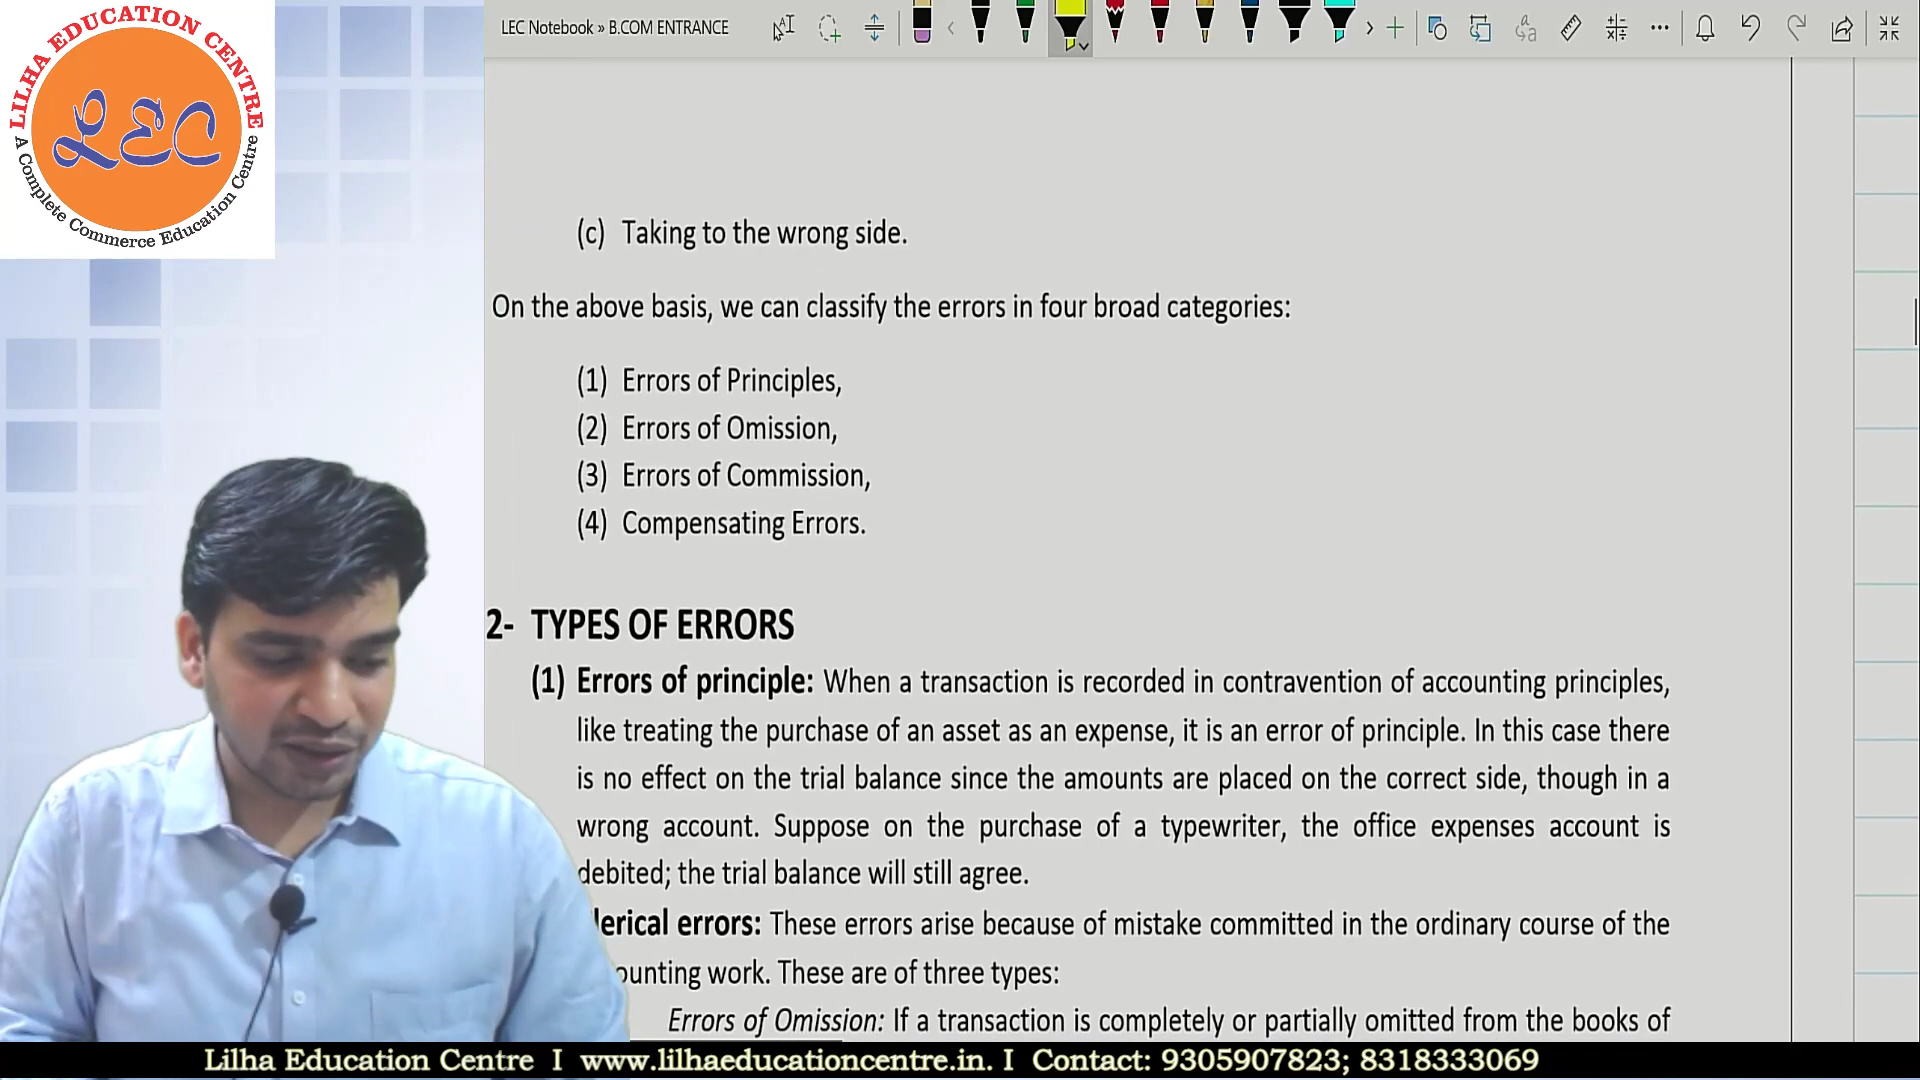 LILHA EDUCATION CENTRE
LEC
A Complete Commerce Education Centre
LEC Notebook » B.COM ENTRANCE
(c) Taking to the wrong side.
On the above basis, we can classify the errors in four broad categories:
(1) Errors of Principles,
(2) Errors of Omission,
(3) Errors of Commission,
(4) Compensating Errors.
2- TYPES OF ERRORS
(1) Errors of principle: When a transaction is recorded in contravention of accounting principles,
like treating the purchase of an asset as an expense, it is an error of principle. In this case there
is no effect on the trial balance since the amounts are placed on the correct side, though in a
wrong account. Suppose on the purchase of a typewriter, the office expenses account is
debited; the trial balance will still agree.
lerical errors: These errors arise because of mistake committed in the ordinary course of the
ounting work. These are of three types:
Errors of Omission: If a transaction is completely or partially omitted from the books of
Lilha Education Centre I www.lilhaeducationcentre.in. I Contact: 9305907823; 8318333069